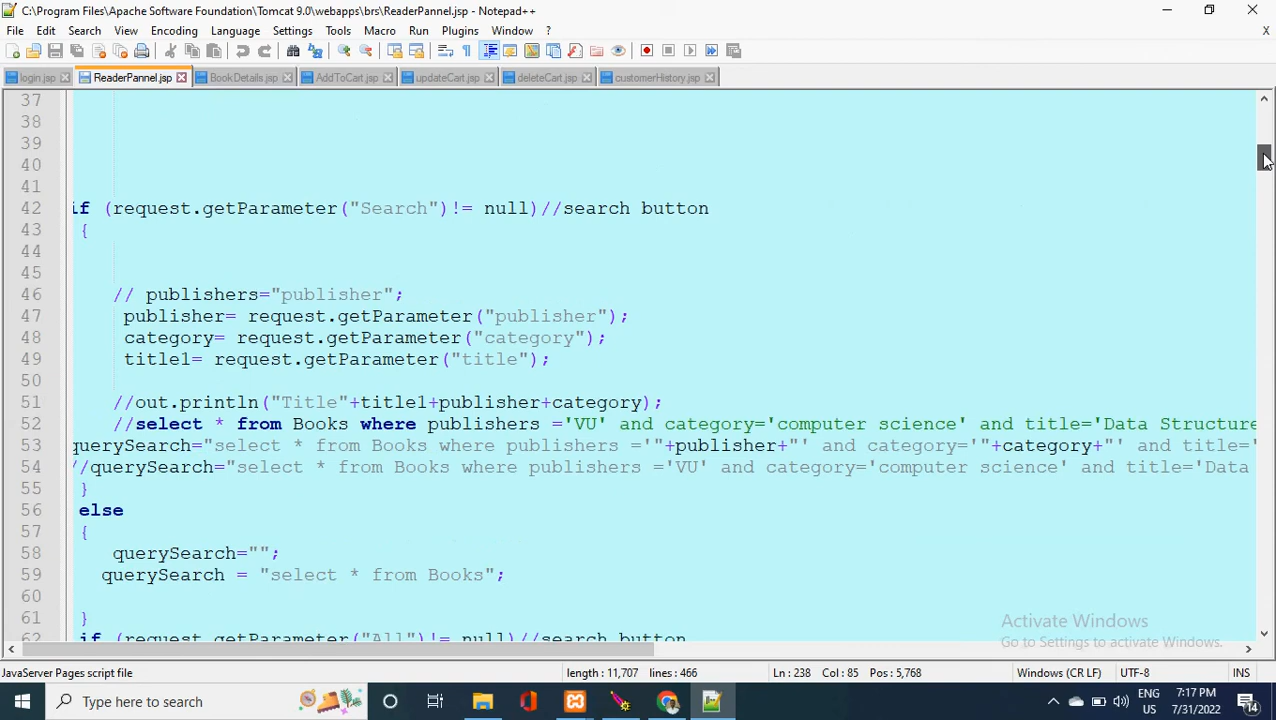 C:\Program Files\Apache Software Foundation\Tomcat 9.0\webapps\brs\ReaderPannel.jsp - Notepad++
File Edit Search View Encoding Language Settings Tools Macro Run Plugins Window ? X
login.jsp ReaderPannel.jsp BookDetails.jsp AddToCart.jsp updateCart.jsp deleteCart.jsp customerHistory.jsp
37
38
39
40
41
42 if (request.getParameter("Search")!= null)//search button
43 {
44
45
46 // publishers="publisher";
47 publisher= request.getParameter("publisher");
48 category= request.getParameter("category");
49 title1= request.getParameter("title");
50
51 //out.println("Title"+title1+publisher+category);
52 //select * from Books where publishers ='VU' and category='computer science' and title='Data Structure
53 querySearch="select * from Books where publishers ='"+publisher+"' and category='"+category+"' and title='
54 //querySearch="select * from Books where publishers ='VU' and category='computer science' and title='Data
55 }
56 else
57 {
58 querySearch="";
59 querySearch = "select * from Books";
60
61 }
62 if (request.getParameter("All")!= null)//search button
Activate Windows
Go to Settings to activate Windows.
JavaServer Pages script file length : 11,707 lines : 466 Ln : 238 Col : 85 Pos : 5,768 Windows (CR LF) UTF-8 INS
Type here to search
ENG
US
7:17 PM
7/31/2022
14